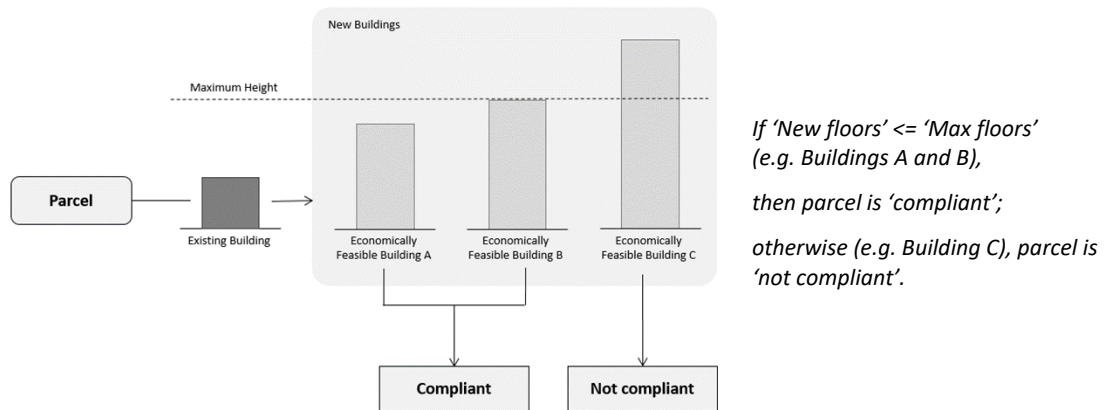 New Buildings
Maximum Height
Parcel
Existing Building
Economically
Feasible Building A
Economically
Feasible Building B
Economically
Feasible Building C
Compliant
Not compliant
If ‘New floors’ <= ‘Max floors’
(e.g. Buildings A and B),
then parcel is ‘compliant’;
otherwise (e.g. Building C), parcel is
‘not compliant’.